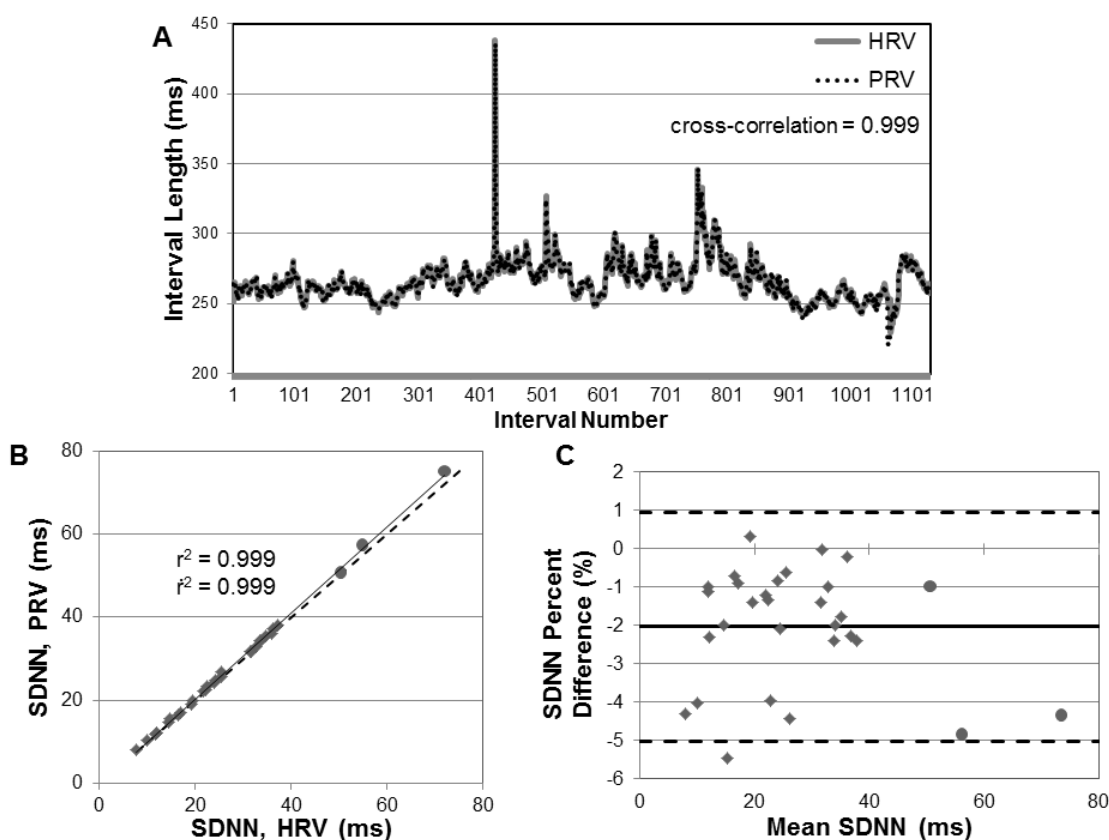 A
HRV
PRV
cross-correlation = 0.999
Interval Length (ms)
450
400
350
300
250
200
1 101 201 301 401 501 601 701 801 901 1001 1101
Interval Number
B
SDNN, PRV (ms)
80
60
40
20
0
r² = 0.999
ṙ² = 0.999
0 20 40 60 80
SDNN, HRV (ms)
C
SDNN Percent
Difference (%)
2
1
0
-1
-2
-3
-4
-5
-6
0 20 40 60 80
Mean SDNN (ms)